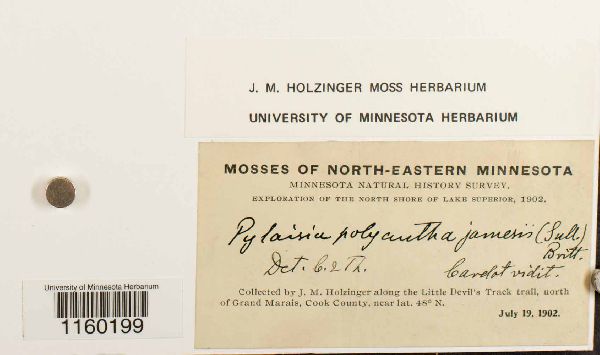 J. M. HOLZINGER MOSS HERBARIUM
UNIVERSITY OF MINNESOTA HERBARIUM
MOSSES OF NORTH-EASTERN MINNESOTA
MINNESOTA NATURAL HISTORY SURVEY.
EXPLORATION OF THE NORTH SHORE OF LAKE SUPERIOR, 1902.
Pylaisia polyantha jamesii (Sull.)
Britt.
Det. C. & Th.
Cardot vidit.
Collected by J. M. Holzinger along the Little Devil's Track trail, north
of Grand Marais, Cook County, near lat. 48° N.
July 19, 1902.
University of Minnesota Herbarium
1160199